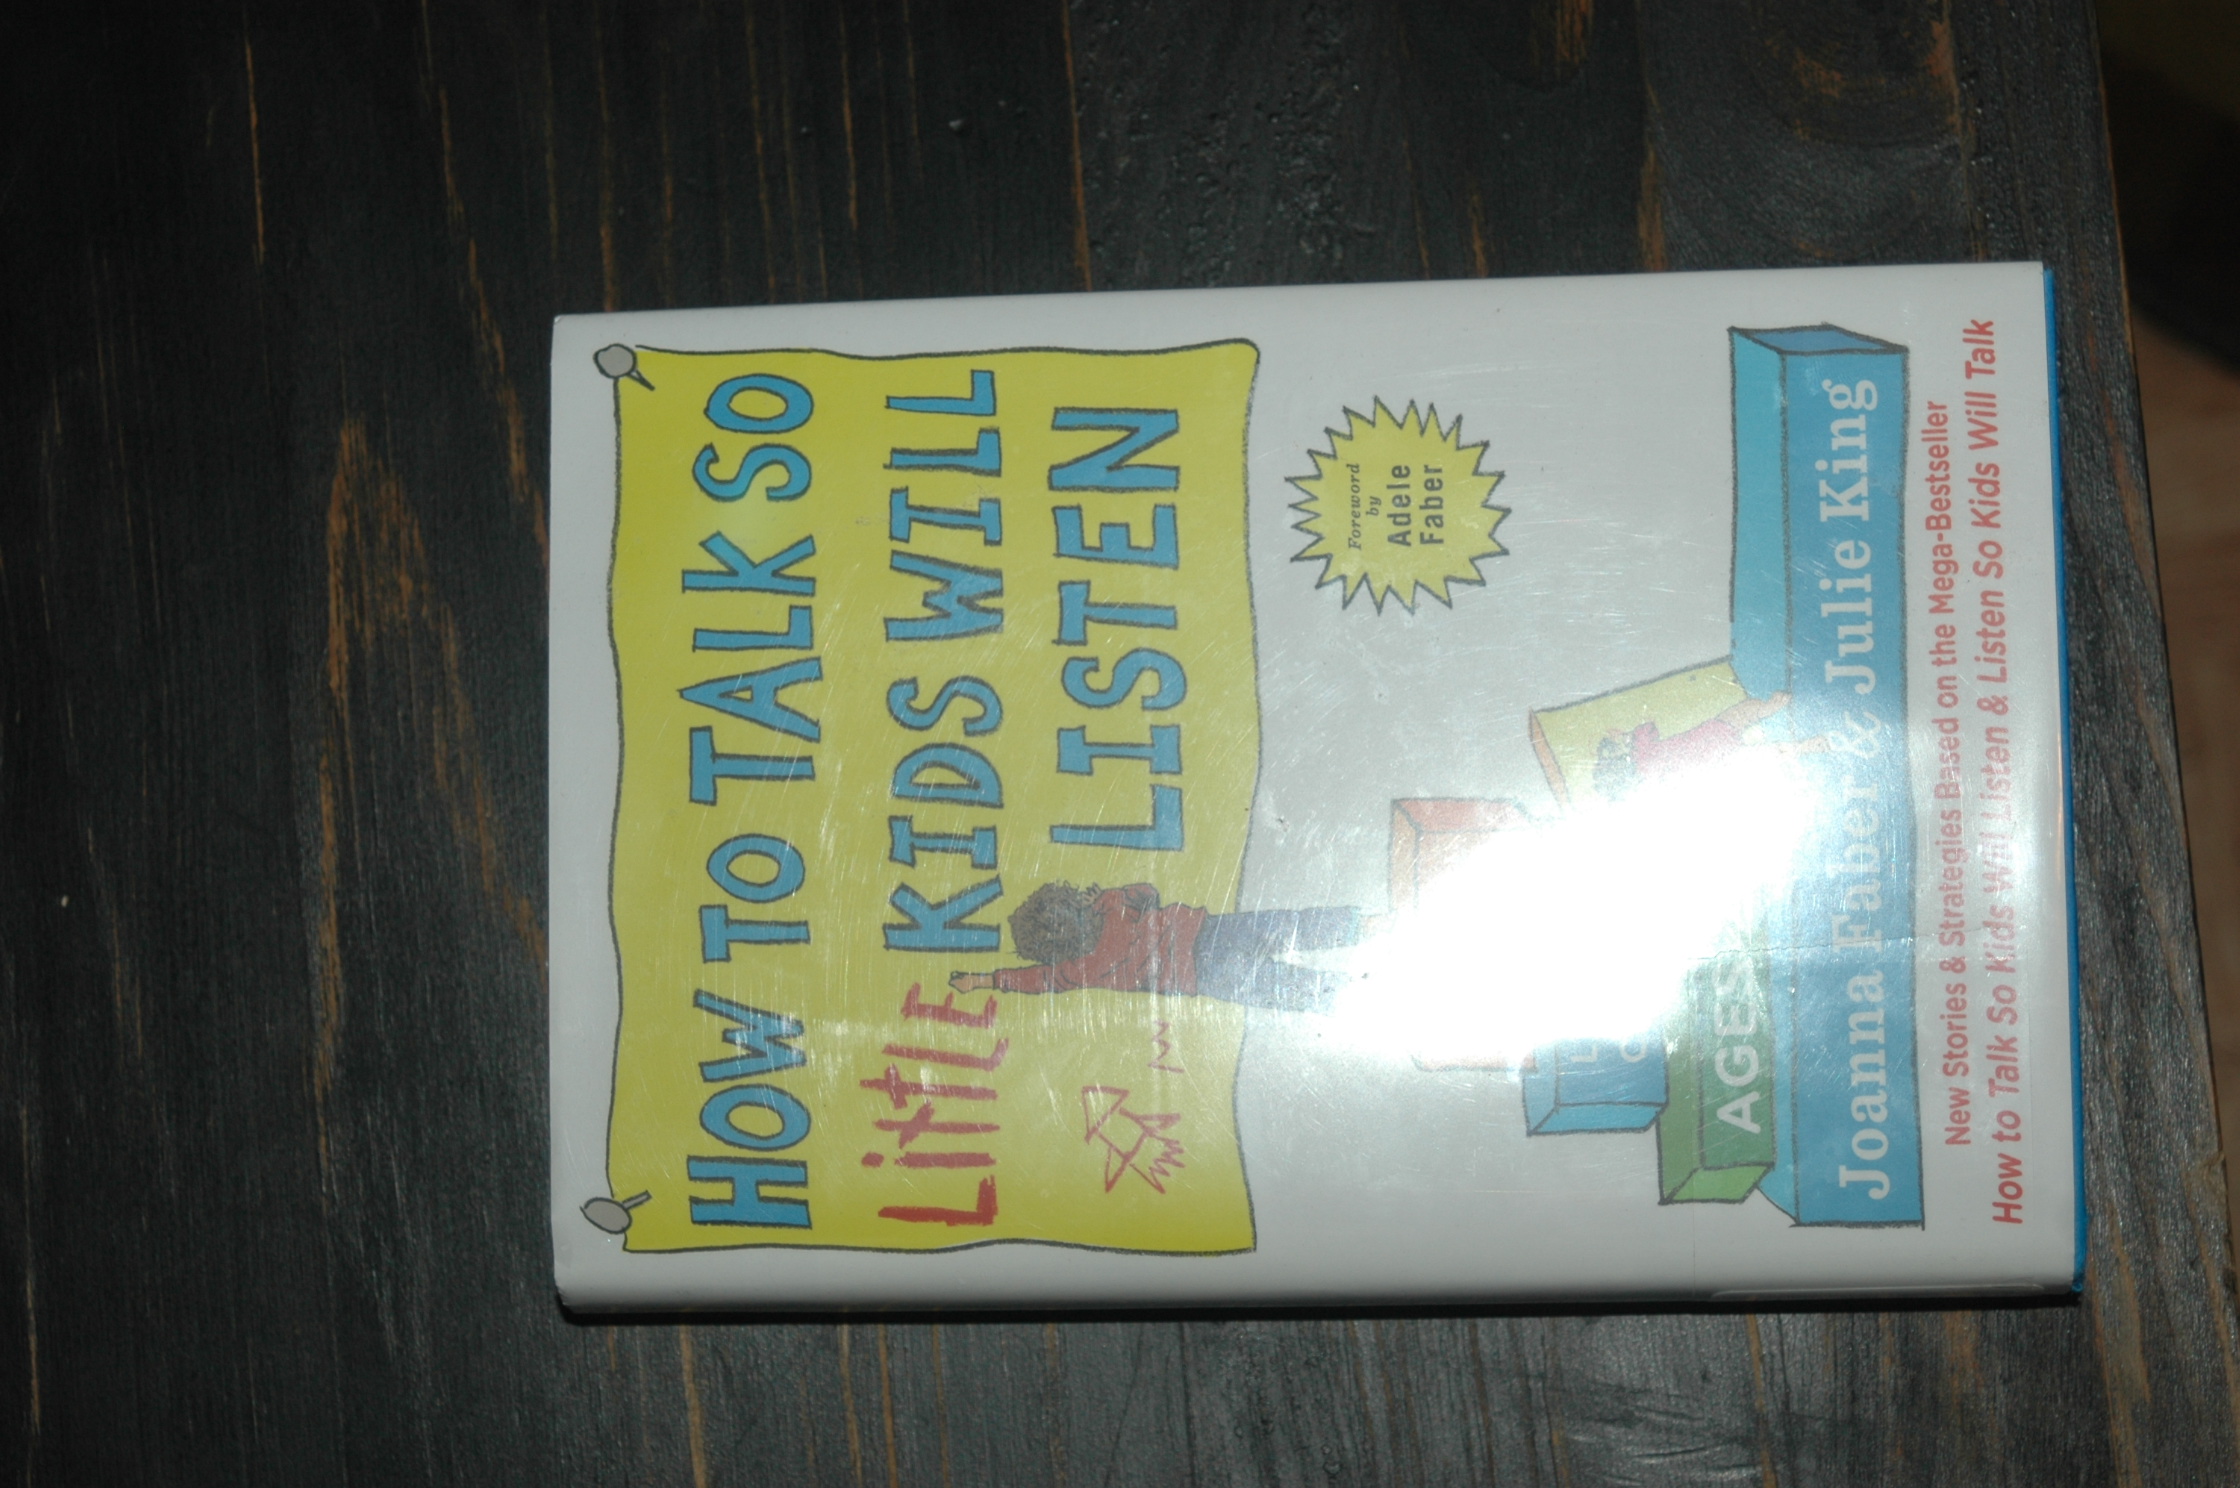 HOW TO TALK SO
LittlE KIDS WILL
LISTEN
Foreword
by
Adele
Faber
AGES
Joanna Faber & Julie King
New Stories & Strategies Based on the Mega-Bestseller
How to Talk So Kids Will Listen & Listen So Kids Will Talk